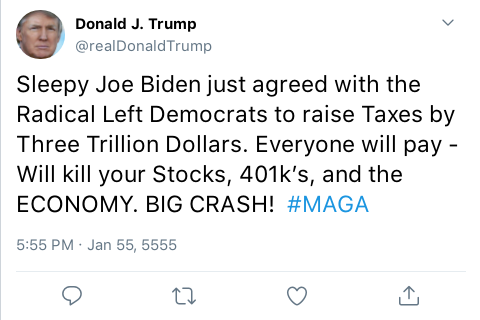 Donald J. Trump
@realDonaldTrump
Sleepy Joe Biden just agreed with the
Radical Left Democrats to raise Taxes by
Three Trillion Dollars. Everyone will pay -
Will kill your Stocks, 401k’s, and the
ECONOMY. BIG CRASH! #MAGA
5:55 PM · Jan 55, 5555